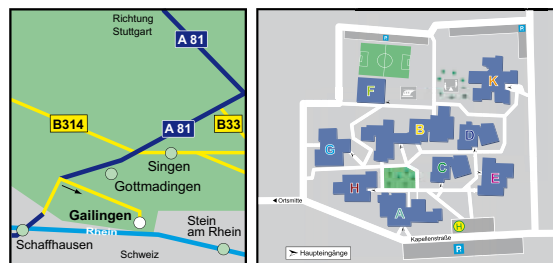 Richtung
Stuttgart
A 81
B314
A 81
B33
Singen
Gottmadingen
Gailingen
Rhein
Stein
am Rhein
Schaffhausen
Schweiz
P
P
F
K
B
D
G
C
E
H
A
H
Ortsmitte
Kapellenstraße
P
Haupteingänge